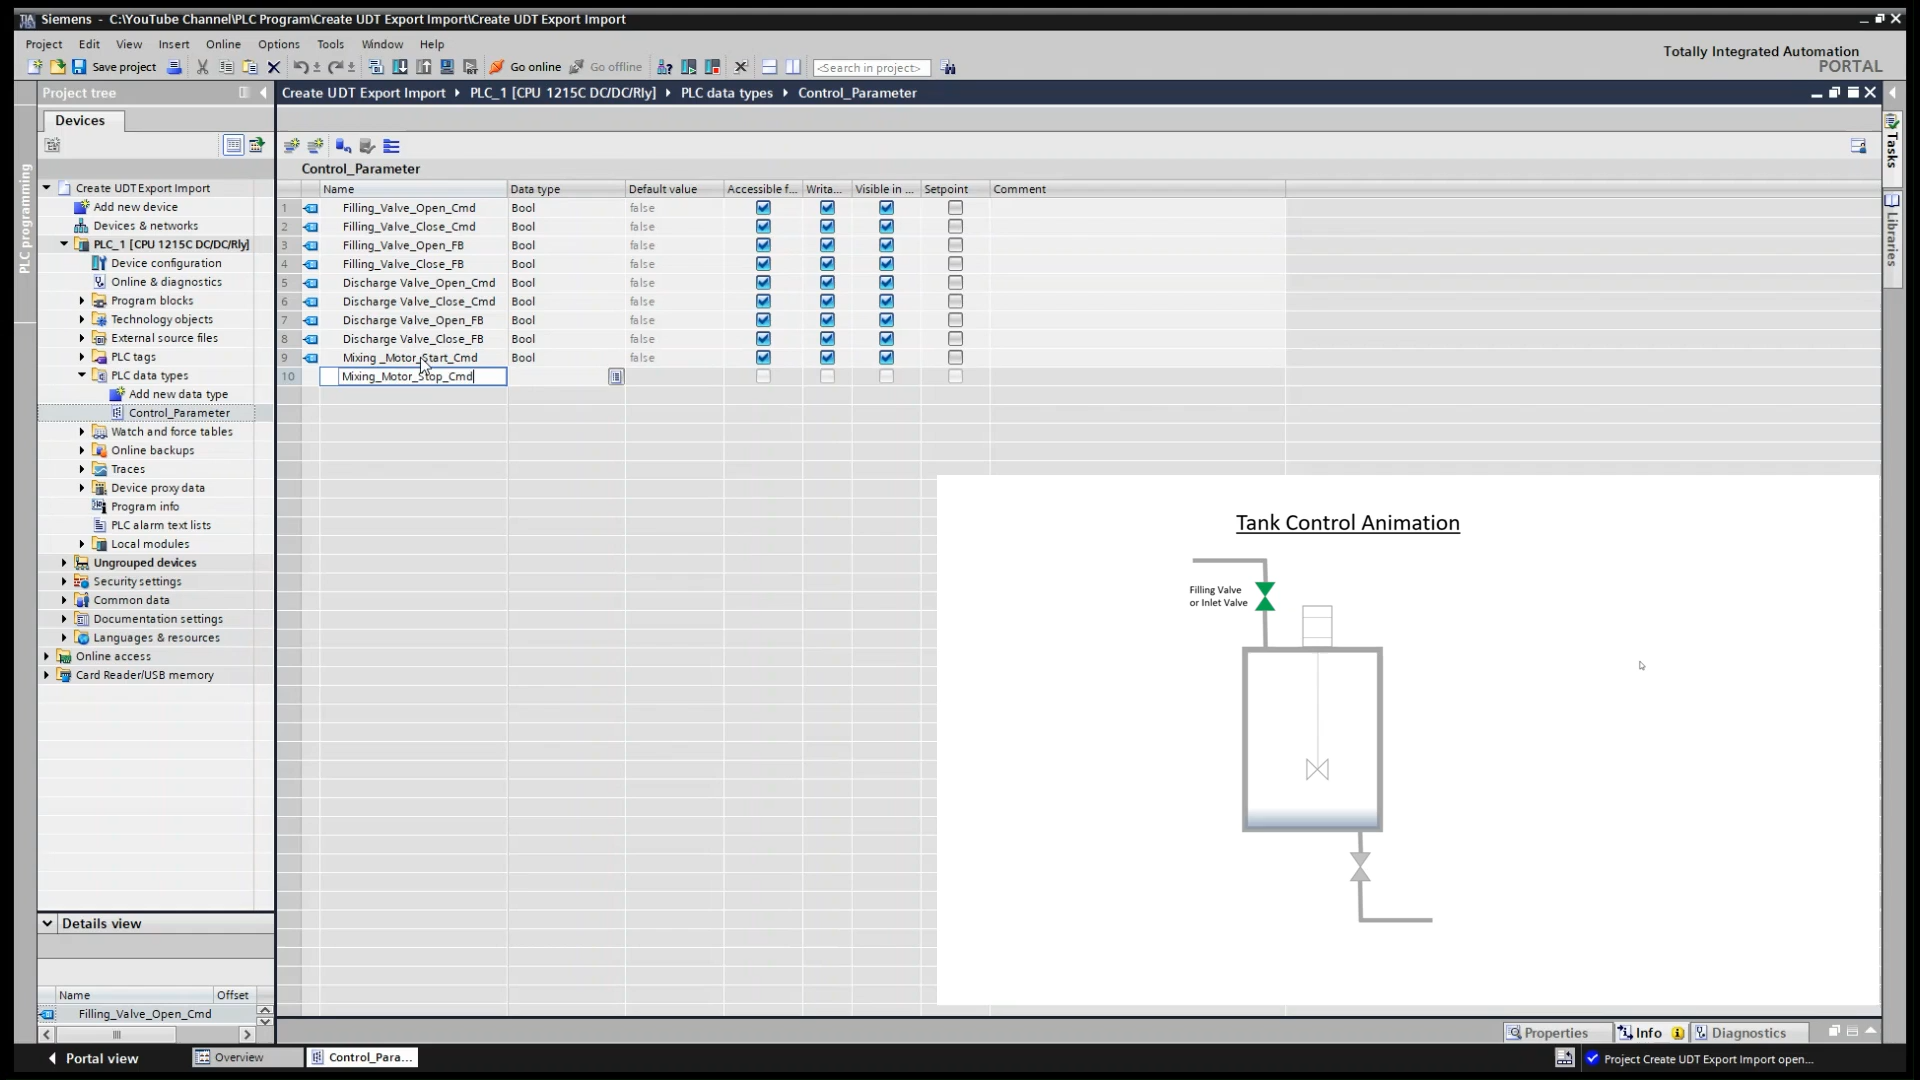 Siemens - C:\YouTube Channel\PLC Program\Create UDT Export Import\Create UDT Export Import
Project Edit View Insert Online Options Tools Window Help
Totally Integrated Automation
PORTAL
Save project Go online Go offline <Search in project>
Project tree
Create UDT Export Import PLC_1 [CPU 1215C DC/DC/Rly] PLC data types Control_Parameter
Devices
PLC programming
Tasks
Libraries
Create UDT Export Import
Add new device
Devices & networks
PLC_1 [CPU 1215C DC/DC/Rly]
Device configuration
Online & diagnostics
Program blocks
Technology objects
External source files
PLC tags
PLC data types
Add new data type
Control_Parameter
Watch and force tables
Online backups
Traces
Device proxy data
Program info
PLC alarm text lists
Local modules
Ungrouped devices
Security settings
Common data
Documentation settings
Languages & resources
Online access
Card Reader/USB memory
Control_Parameter
Name Data type Default value Accessible f... Writa... Visible in ... Setpoint Comment
1 Filling_Valve_Open_Cmd Bool false
2 Filling_Valve_Close_Cmd Bool false
3 Filling_Valve_Open_FB Bool false
4 Filling_Valve_Close_FB Bool false
5 Discharge Valve_Open_Cmd Bool false
6 Discharge Valve_Close_Cmd Bool false
7 Discharge Valve_Open_FB Bool false
8 Discharge Valve_Close_FB Bool false
9 Mixing _Motor_Start_Cmd Bool false
10 Mixing_Motor_Stop_Cmd
Tank Control Animation
Filling Valve
or Inlet Valve
Details view
Name Offset
Filling_Valve_Open_Cmd
Properties Info Diagnostics
Portal view Overview Control_Para... Project Create UDT Export Import open...